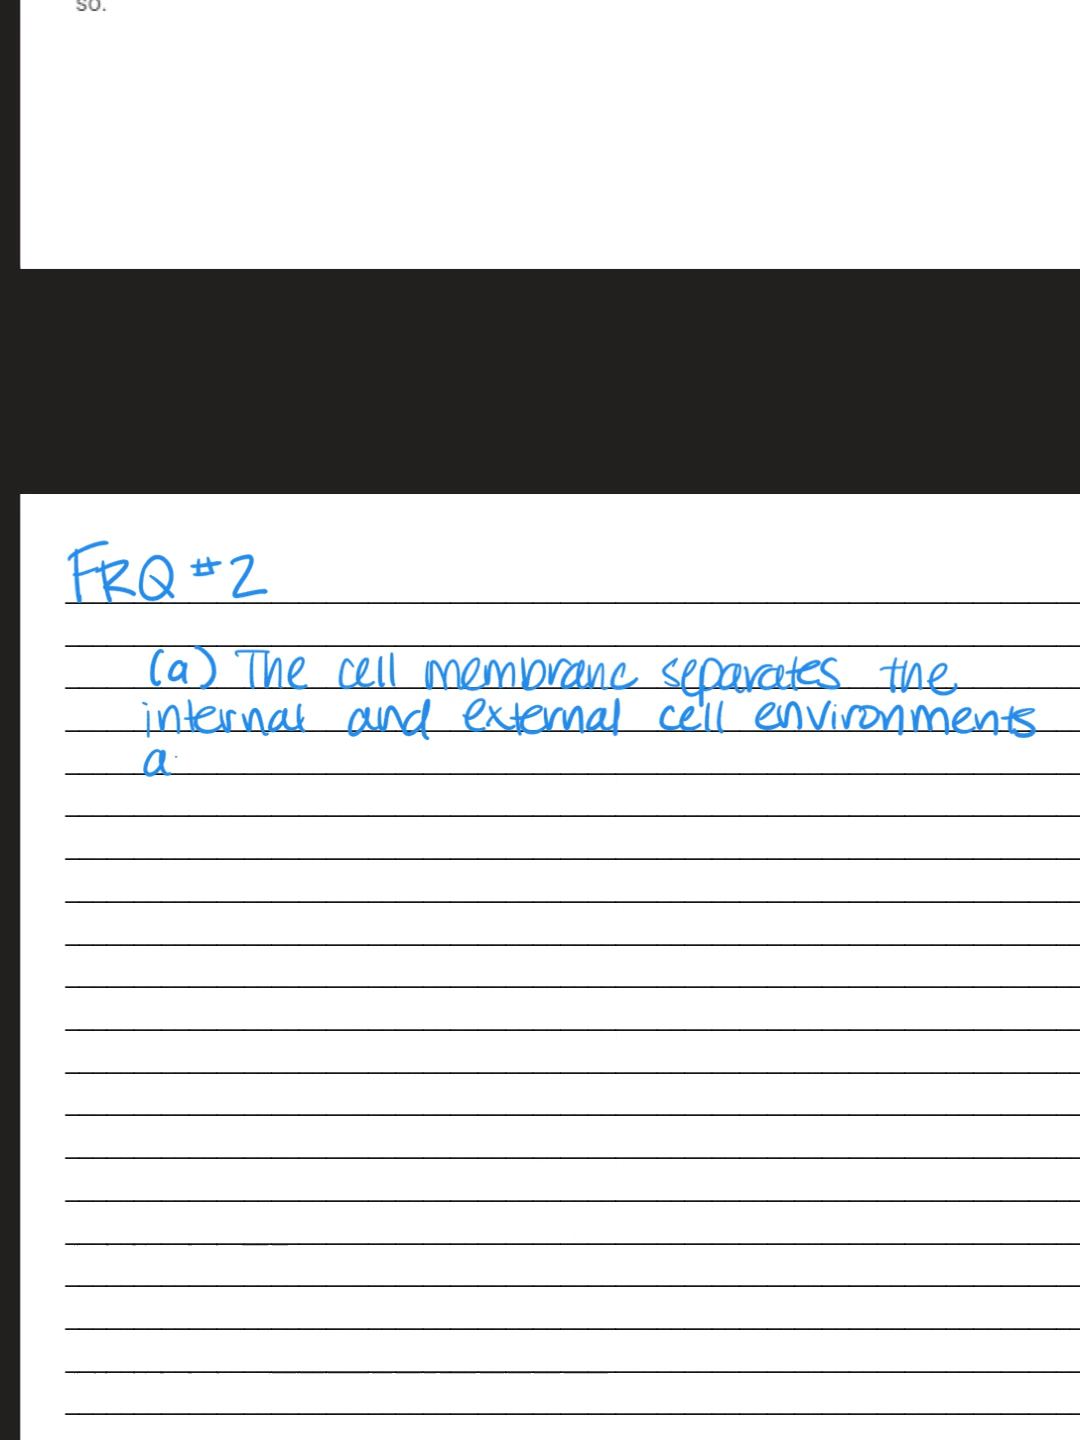 so.
FRQ #2
(a) The cell membrane separates the
internal and external cell environments
a